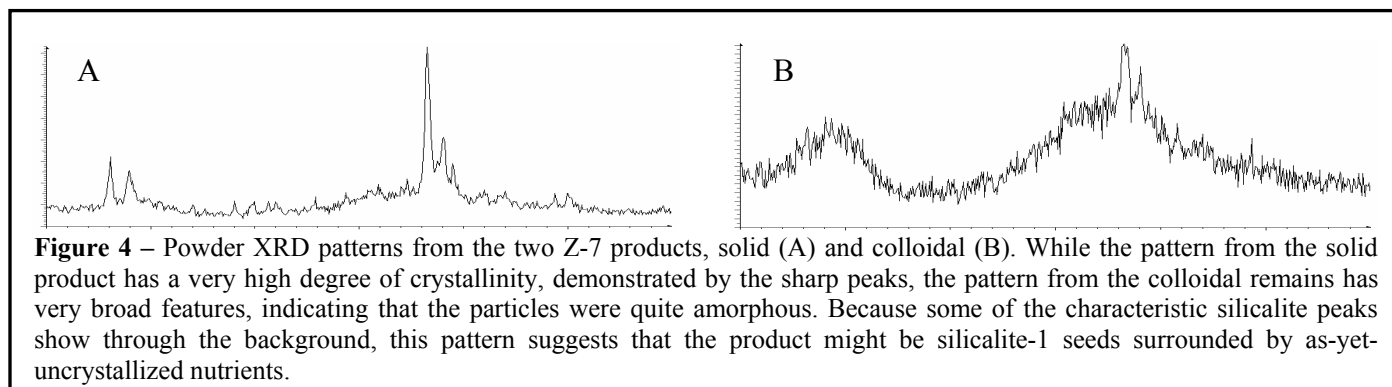 A
B
Figure 4 – Powder XRD patterns from the two Z-7 products, solid (A) and colloidal (B). While the pattern from the solid
product has a very high degree of crystallinity, demonstrated by the sharp peaks, the pattern from the colloidal remains has
very broad features, indicating that the particles were quite amorphous. Because some of the characteristic silicalite peaks
show through the background, this pattern suggests that the product might be silicalite-1 seeds surrounded by as-yet-
uncrystallized nutrients.